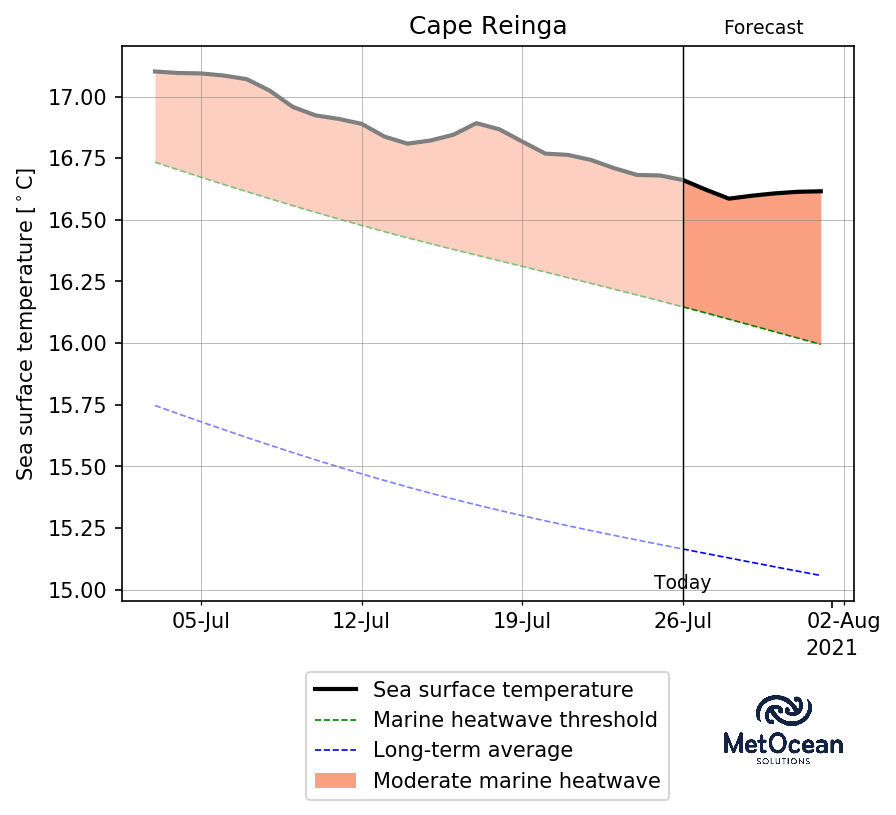 Cape Reinga
Forecast
Sea surface temperature [°C]
17.00
16.75
16.50
16.25
16.00
15.75
15.50
15.25
15.00
Today
05-Jul 12-Jul 19-Jul 26-Jul 02-Aug
2021
Sea surface temperature
Marine heatwave threshold
Long-term average
Moderate marine heatwave
MetOcean
SOLUTIONS